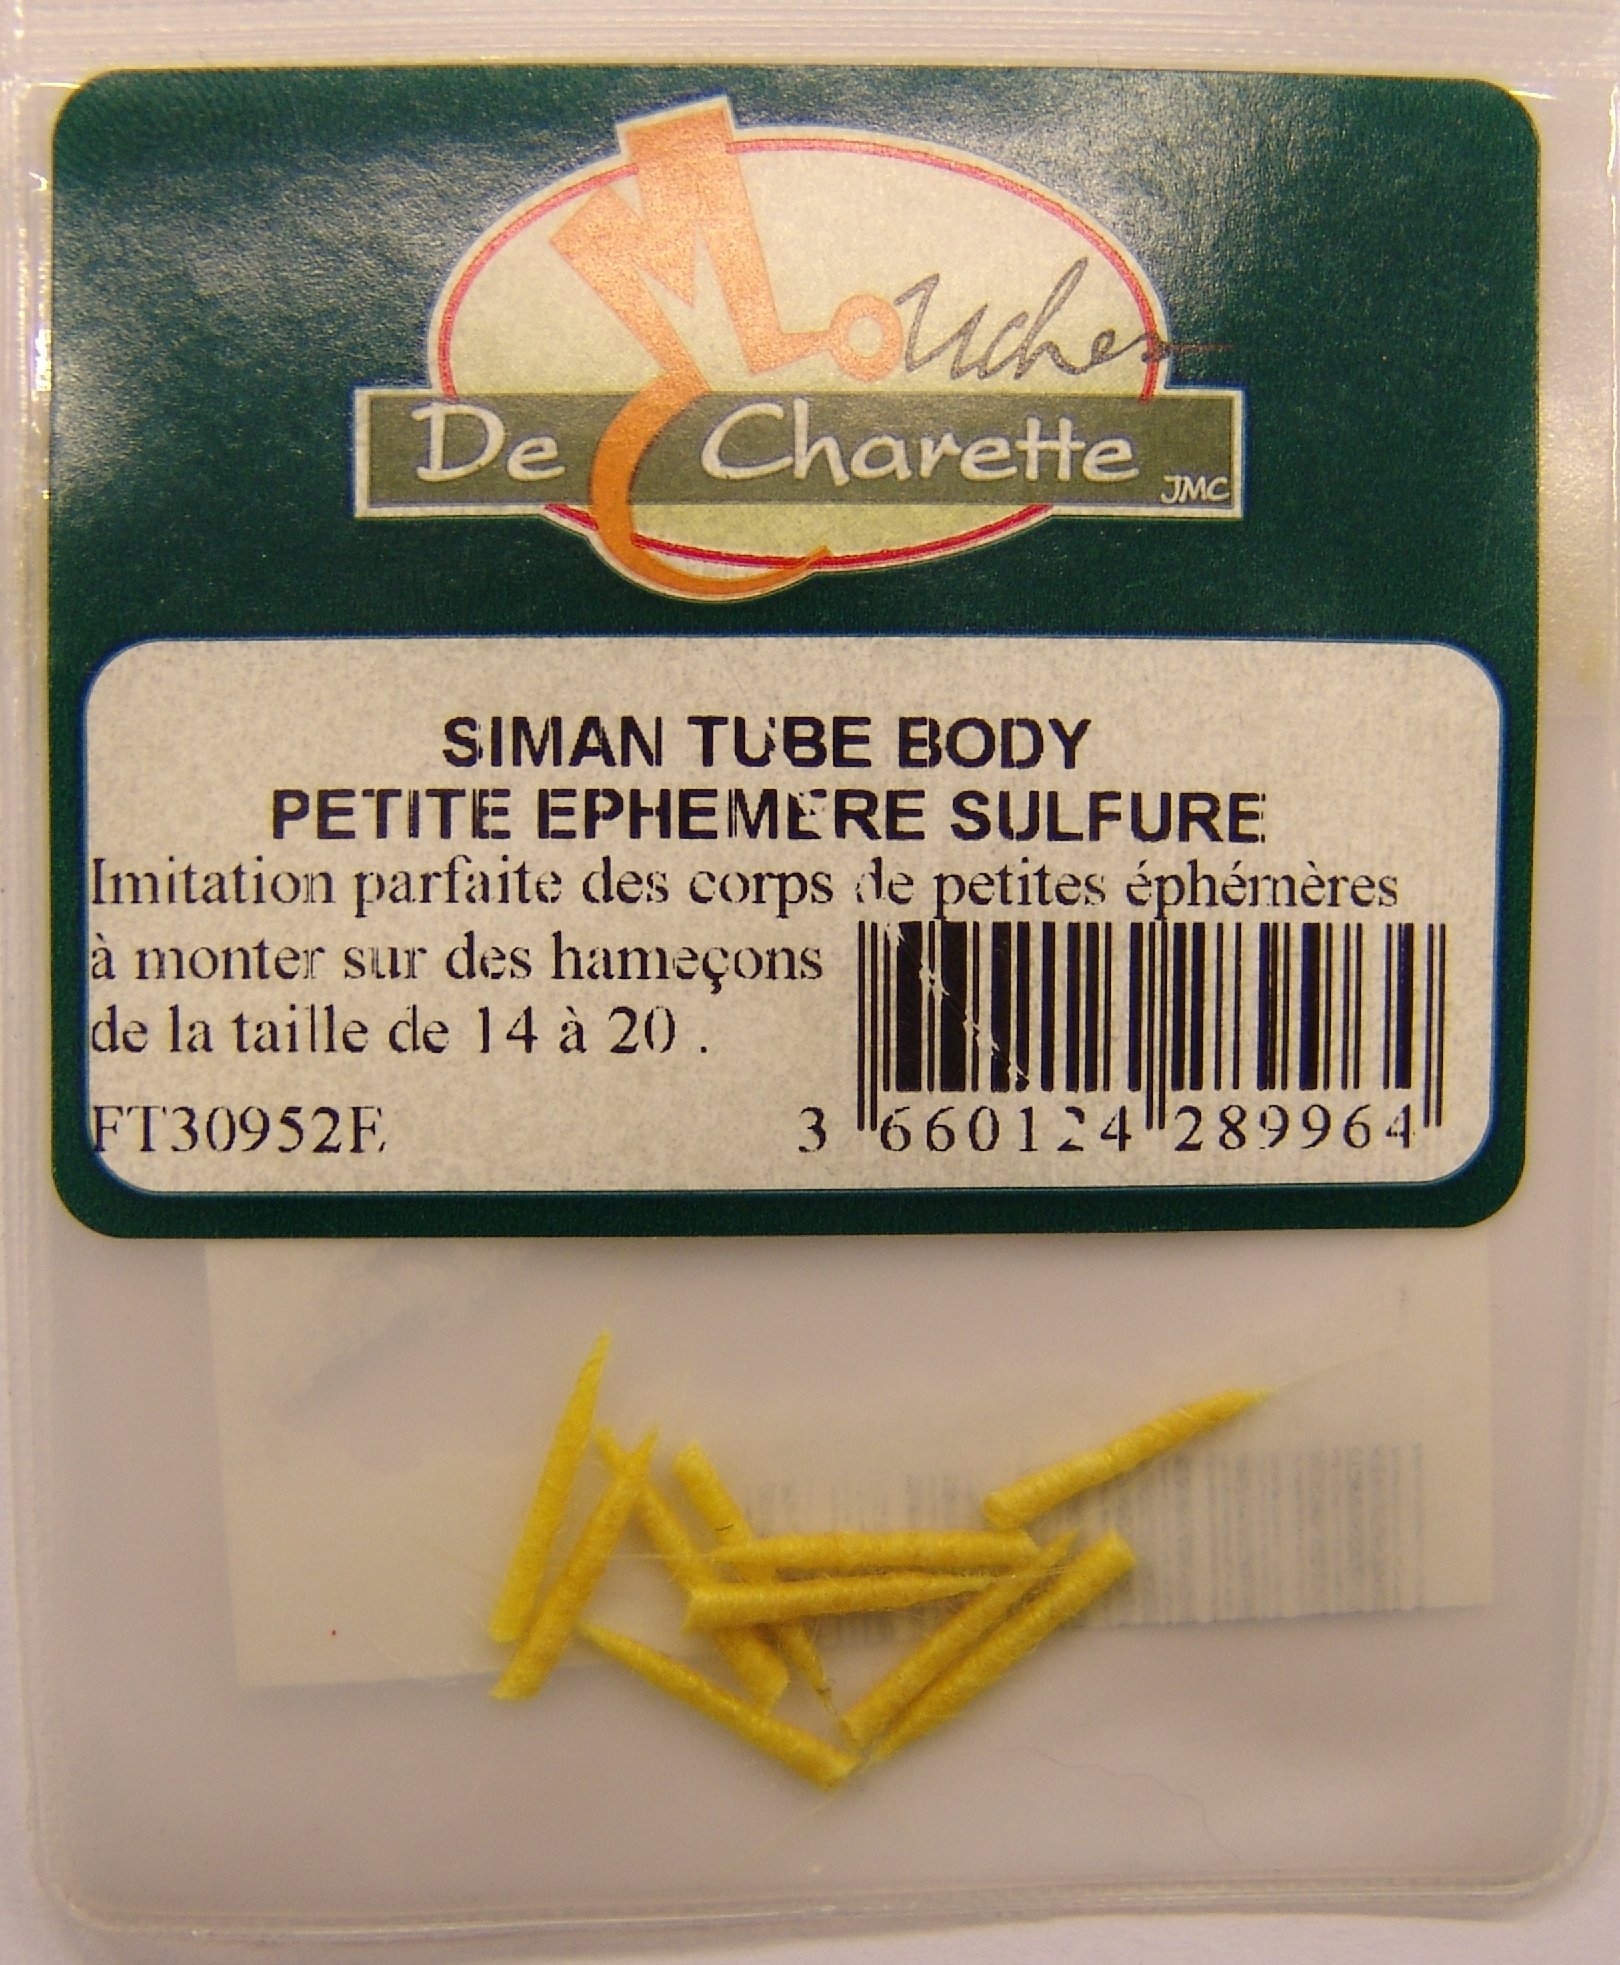 Mouches
De Charette
JMC
SIMAN TUBE BODY
PETITE EPHEMERE SULFURE
Imitation parfaite des corps de petites éphémères
à monter sur des hameçons
de la taille de 14 à 20 .
FT30952F
3 660124 289964